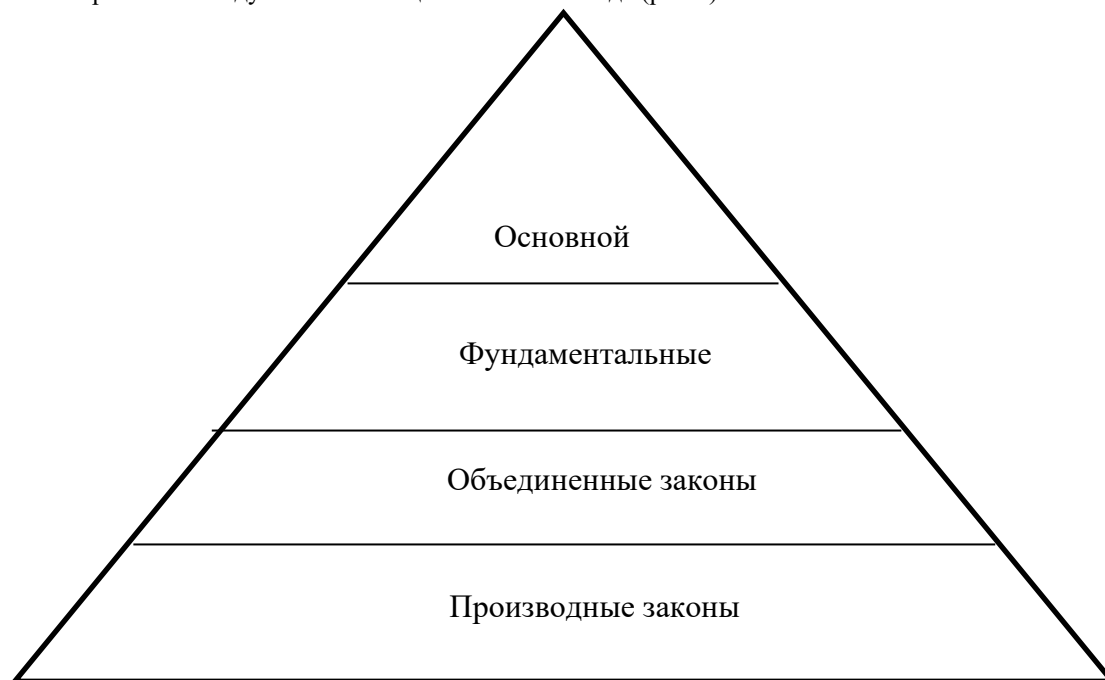 Основной
Фундаментальные
Объединенные законы
Производные законы